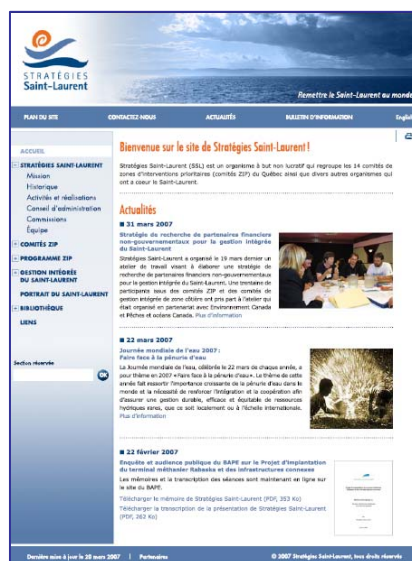 STRATÉGIES
Saint-Laurent
Remettre le Saint-Laurent au monde
PLAN DU SITE
CONTACTEZ-NOUS
ACTUALITÉS
BULLETIN D'INFORMATION
English
ACCUEIL
STRATÉGIES SAINT-LAURENT
Mission
Historique
Activités et réalisations
Conseil d'administration
Commissions
Équipe
COMITÉS ZIP
PROGRAMME ZIP
GESTION INTÉGRÉE
DU SAINT-LAURENT
PORTRAIT DU SAINT-LAURENT
BIBLIOTHÈQUE
LIENS
Section réservée
OK
Bienvenue sur le site de Stratégies Saint-Laurent !
Stratégies Saint-Laurent (SSL) est un organisme à but non lucratif qui regroupe les 14 comités de
zones d'interventions prioritaires (comités ZIP) du Québec ainsi que divers autres organismes qui
ont a coeur le Saint-Laurent.
Actualités
31 mars 2007
Stratégie de recherche de partenaires financiers
non-gouvernementaux pour la gestion intégrée
du Saint-Laurent
Stratégies Saint-Laurent a organisé le 19 mars dernier un
atelier de travail visant à élaborer une stratégie de
recherche de partenaires financiers non-gouvernementaux
pour la gestion intégrée du Saint-Laurent. Une trentaine de
participants issus des comités ZIP et des comités de
gestion intégrée de zone côtière ont pris part à l'atelier qui
était organisé en partenariat avec Environnement Canada
et Pêches et océans Canada. Plus d'information
22 mars 2007
Journée mondiale de l'eau 2007 :
Faire face à la pénurie d'eau
La Journée mondiale de l'eau, célébrée le 22 mars de chaque année, a
pour thème en 2007 «Faire face à la pénurie d'eau». Le thème de cette
année fait ressortir l'importance croissante de la pénurie d'eau dans le
monde et la nécessité de renforcer l'intégration et la coopération afin
d'assurer une gestion durable, efficace et équitable de ressources
hydriques rares, que ce soit localement ou à l'échelle internationale.
Plus d'information
22 février 2007
Enquête et audience publique du BAPE sur le Projet d'implantation
du terminal méthanier Rabaska et des infrastructures connexes
Les mémoires et la transcription des séances sont maintenant en ligne sur
le site du BAPE.
Télécharger le mémoire de Stratégies Saint-Laurent (PDF, 353 Ko)
Télécharger la transcription de la présentation de Stratégies Saint-Laurent
(PDF, 262 Ko)
Dernière mise à jour le 28 mars 2007 | Partenaires
© 2007 Stratégies Saint-Laurent, tous droits réservés